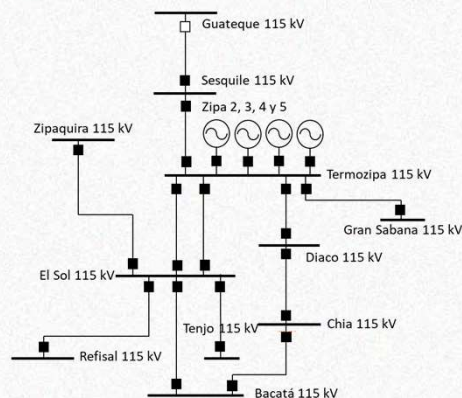 Guateque 115 kV
Sesquile 115 kV
Zipa 2, 3, 4 y 5
Zipaquira 115 kV
Termozipa 115 kV
Gran Sabana 115 kV
Diaco 115 kV
El Sol 115 kV
Tenjo 115 kV
Chia 115 kV
Refisal 115 kV
Bacatá 115 kV